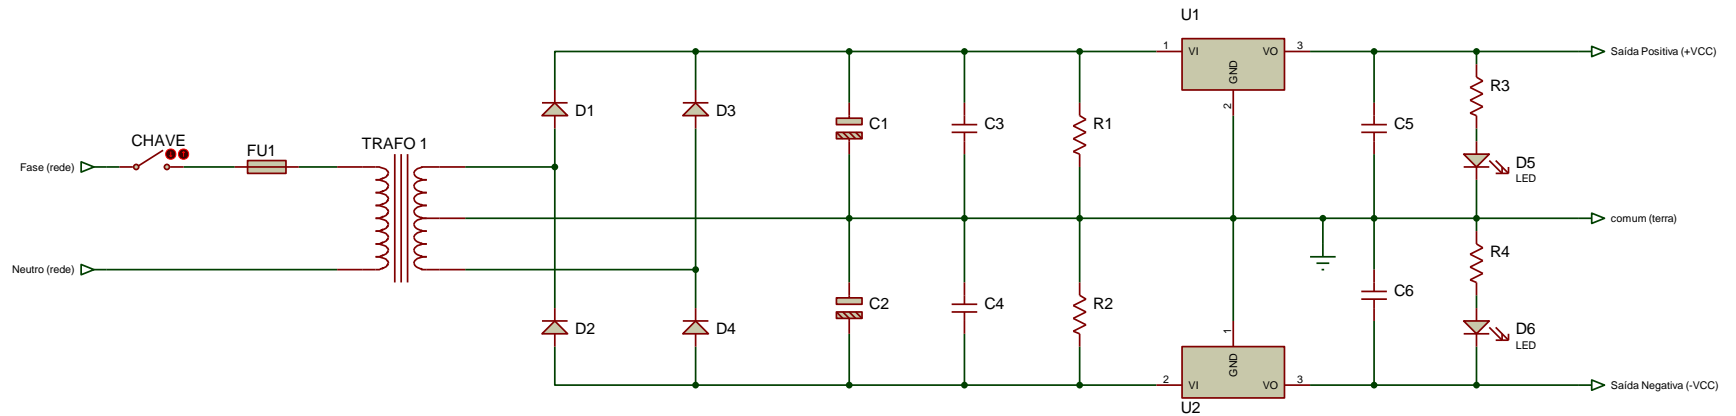 U1
1
VI
VO
3
GND
2
Saída Positiva (+VCC)
D1
D3
C1
C3
R1
C5
R3
D5
LED
CHAVE
FU1
TRAFO 1
Fase (rede)
comum (terra)
Neutro (rede)
D2
D4
C2
C4
R2
C6
R4
D6
LED
1
GND
2
VI
VO
3
U2
Saída Negativa (-VCC)